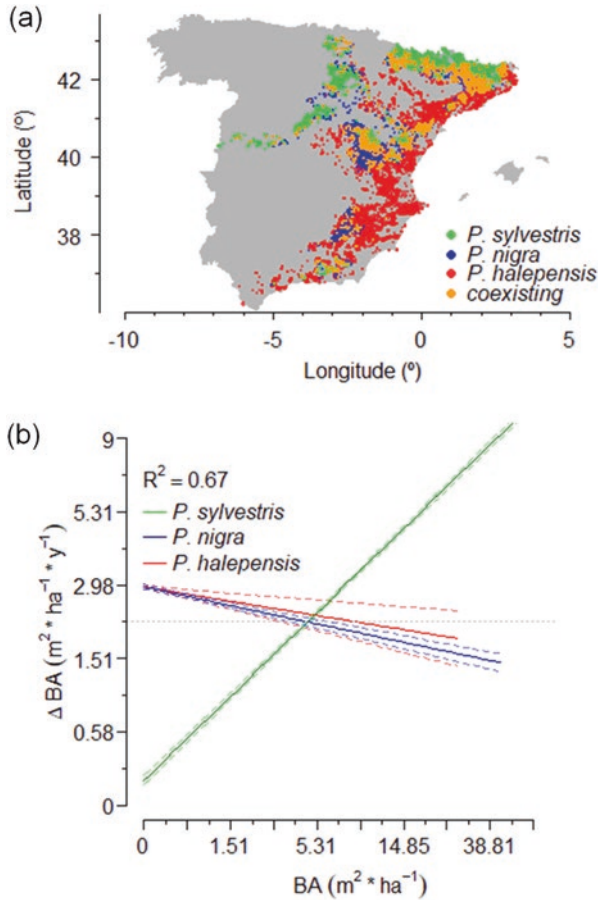 (a)
Latitude (°)
42
40
38
P. sylvestris
P. nigra
P. halepensis
coexisting
-10 -5 0 5
Longitude (º)
(b)
Δ BA (m² * ha⁻¹ * y⁻¹)
9
5.31
2.98
1.51
0.58
0
R² = 0.67
P. sylvestris
P. nigra
P. halepensis
0 1.51 5.31 14.85 38.81
BA (m² * ha⁻¹)